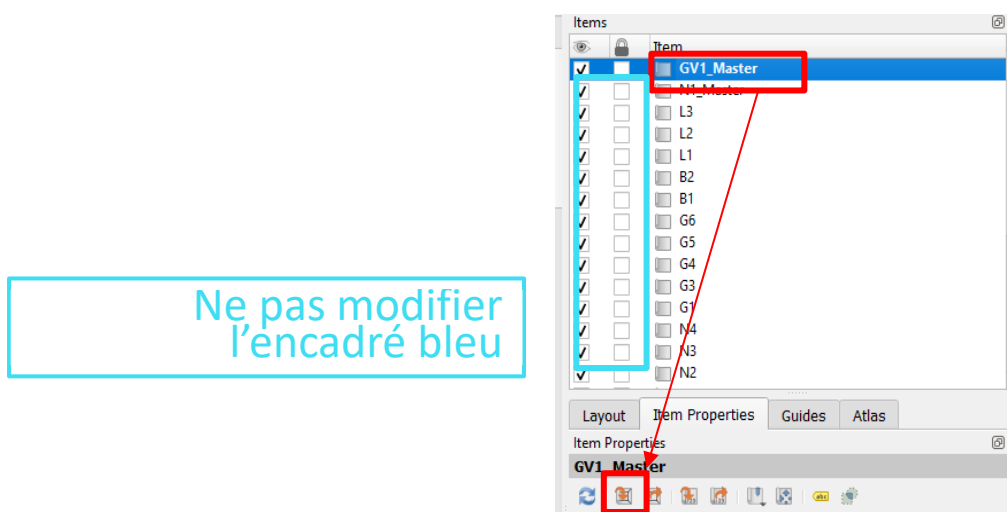 Items
Item
GV1_Master
N1_Master
L3
L2
L1
B2
B1
G6
G5
G4
G3
G1
N4
N3
N2
Ne pas modifier
l'encadré bleu
Layout Item Properties Guides Atlas
Item Properties
GV1_Master
abc